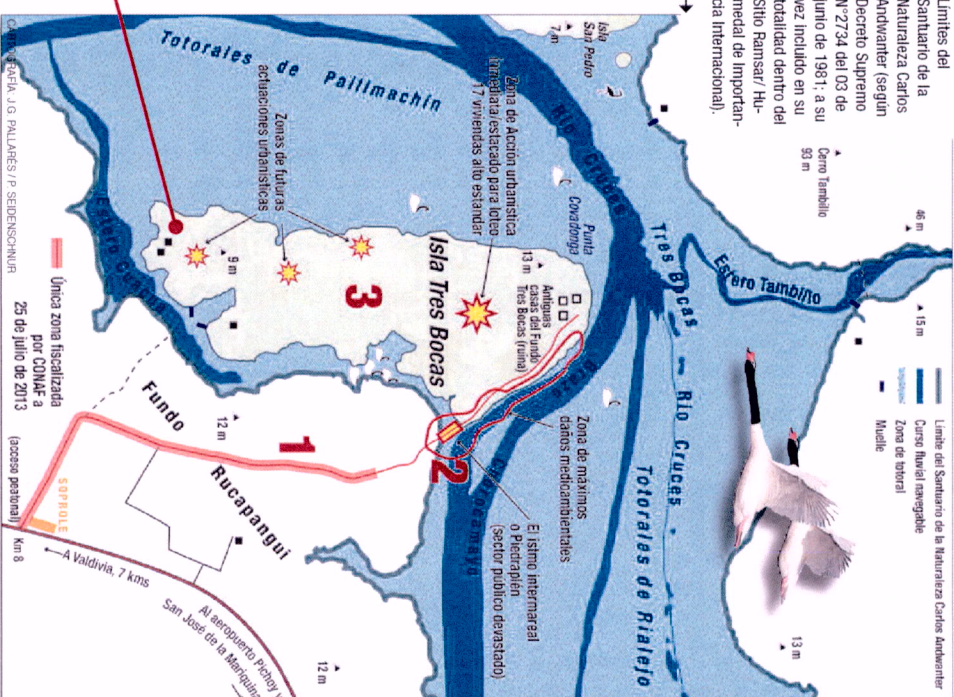 Límites del
Santuario de la
Naturaleza Carlos
Andwanter (según
Decreto Supremo
N°2734 del 03 de
junio de 1981; a su
vez incluido en su
totalidad dentro del
Sitio Ramsar/ Hu-
medal de Importan-
cia Internacional).
Límite del Santuario de la Naturaleza Carlos Andwanter
Curso fluvial navegable
Zona de totoral
Muelle
46 m
15 m
Cerro Tambillo
93 m
Isla
San Pedro
7 m
Estero Tambillo
Río Cruces
Tres Bocas
Río Cruces
Totorales de Rialejo
Punta
Covadonga
Totorales de Pailmachín
Zona de Acción urbanística
inmediata/estacado para loteo
17 viviendas alto estandar
Zonas de futuras
actuaciones urbanísticas
13 m
Antiguas
casas del Fundo
Tres Bocas (ruina)
Isla Tres Bocas
3
9 m
Zona de máximos
daños medicambientales
2
El istmo intermareal
o Piedraplén
(sector público devastado)
13 m
1
12 m
Fundo
Rucapangui
SOPROLE
Única zona fiscalizada
por CONAF a
25 de julio de 2013
(acceso peatonal)
Km 8
A Valdivia, 7 kms
Al aeropuerto Pichoy
San José de la Mariquina
12 m
CARTOGRAFÍA J.G. PALLARÉS / P. SEIDENSCHNUR